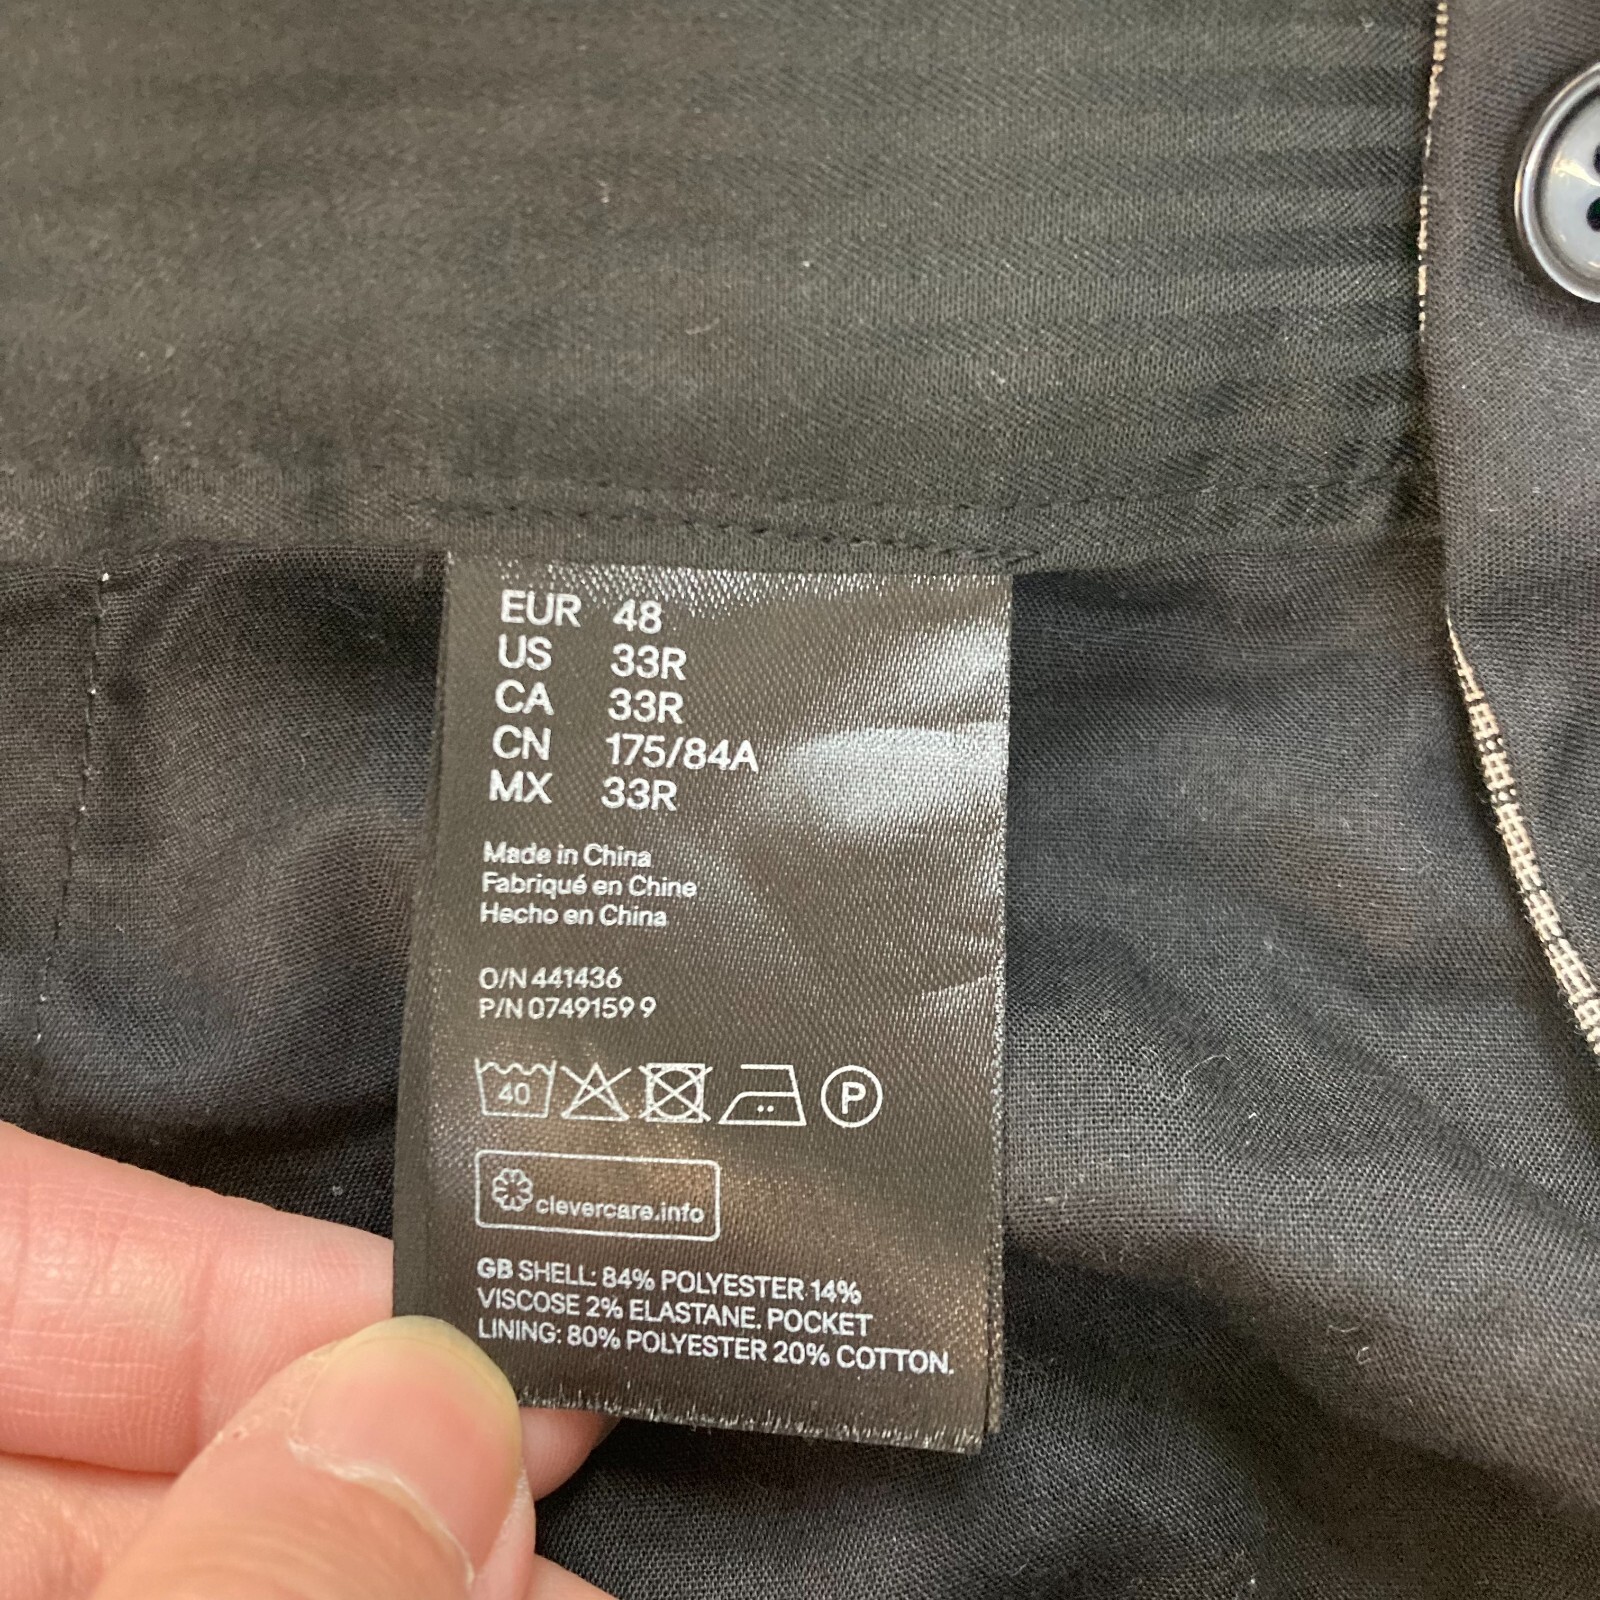 EUR 48
US 33R
CA 33R
CN 175/84A
MX 33R
Made in China
Fabriqué en Chine
Hecho en China
O/N 441436
P/N 0749159 9
40 P
clevercare.info
GB SHELL: 84% POLYESTER 14%
VISCOSE 2% ELASTANE. POCKET
LINING: 80% POLYESTER 20% COTTON.